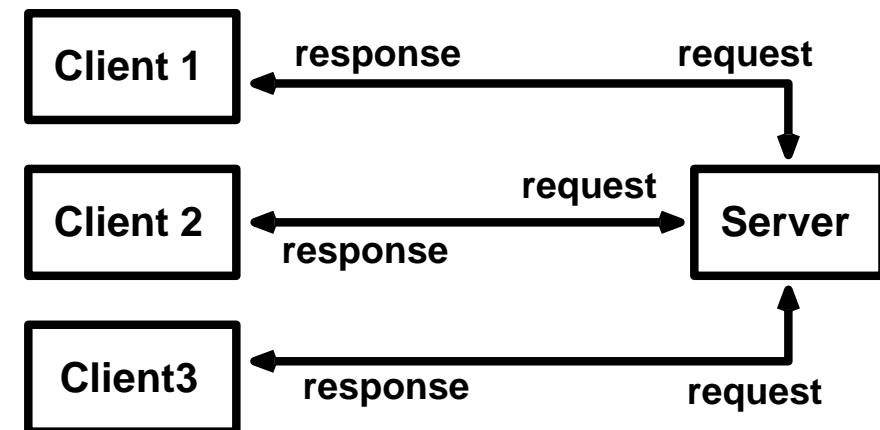 response request
Client 1
request
Client 2 Server
response
Client3
response request